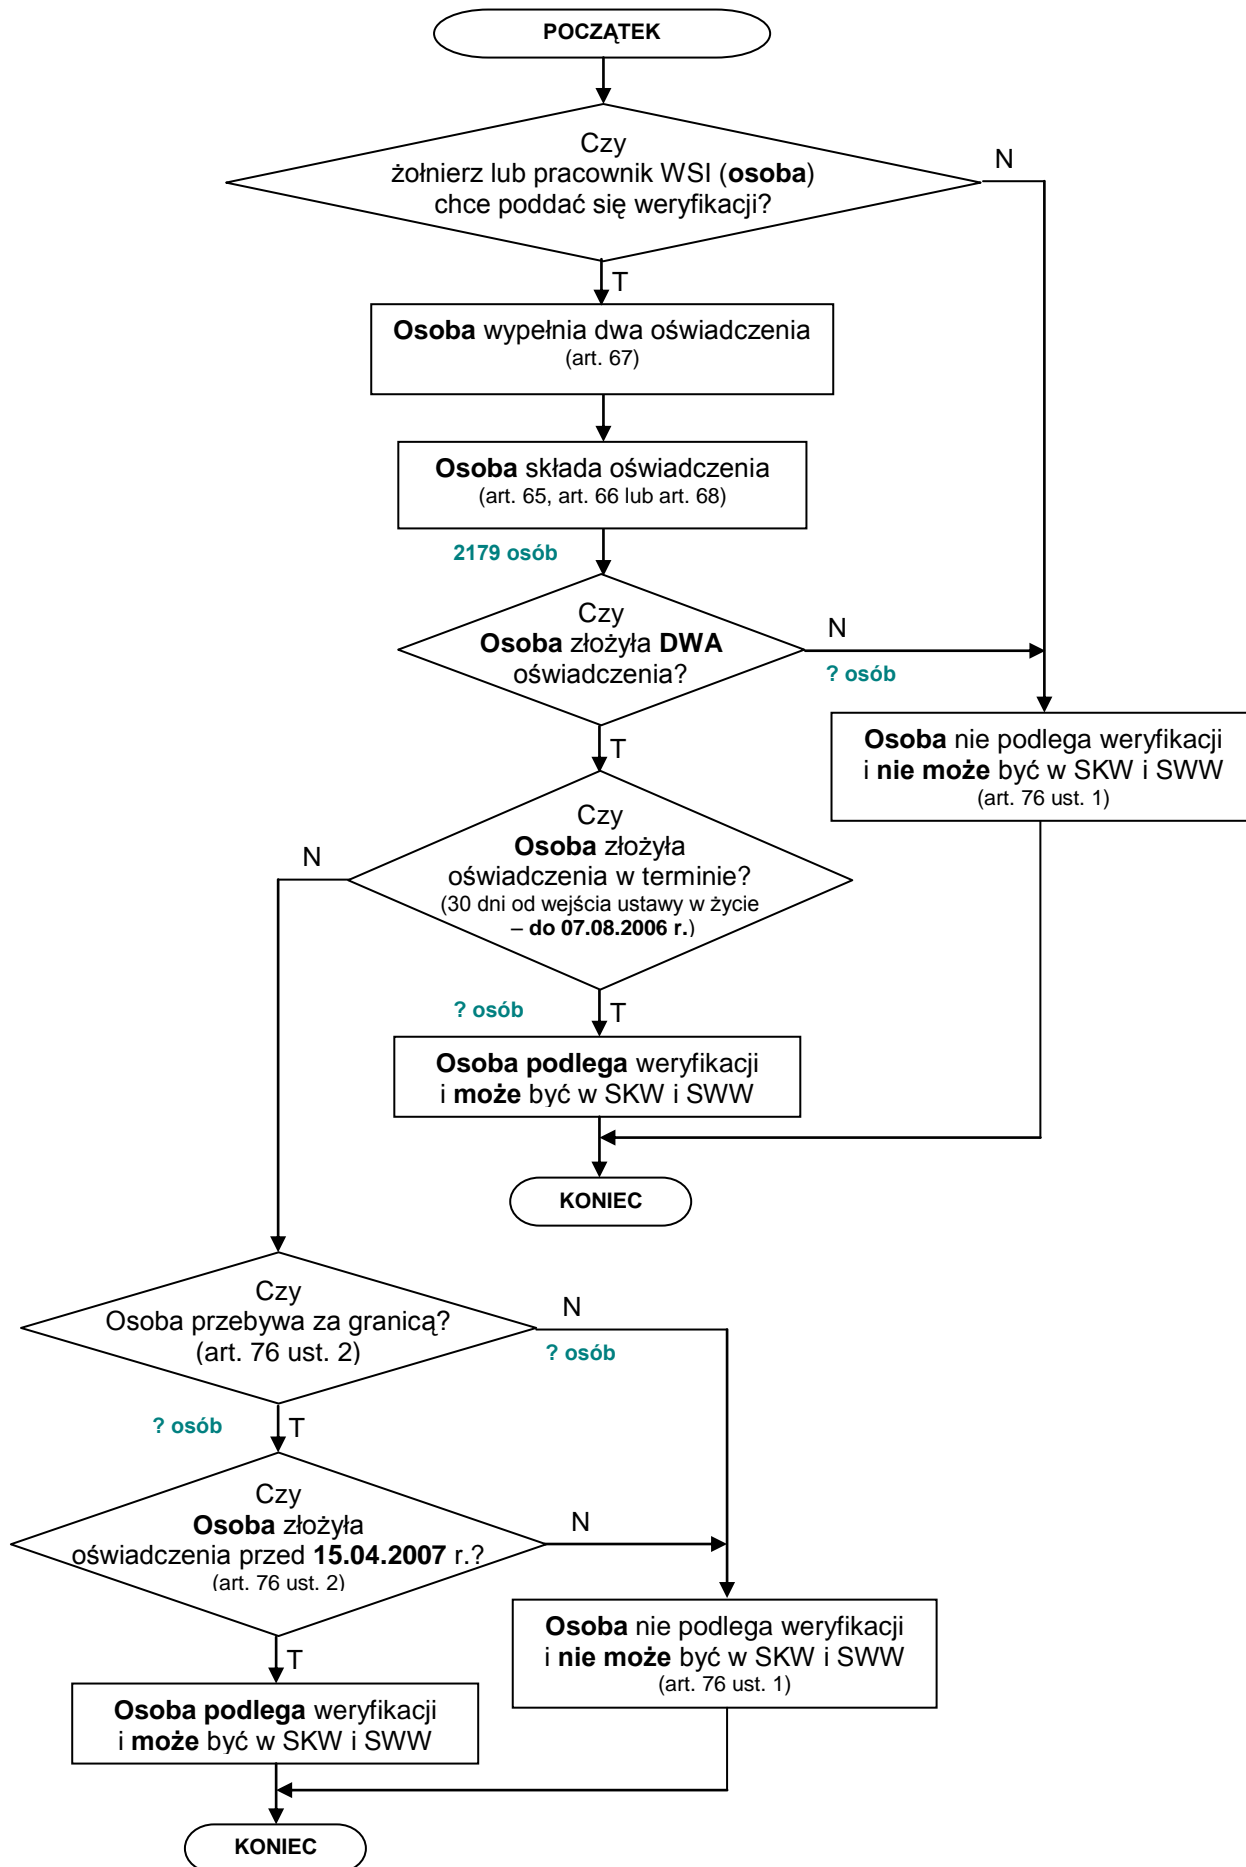 POCZĄTEK
Czy
żołnierz lub pracownik WSI (osoba)
chce poddać się weryfikacji?
N
T
Osoba wypełnia dwa oświadczenia
(art. 67)
Osoba składa oświadczenia
(art. 65, art. 66 lub art. 68)
2179 osób
Czy
Osoba złożyła DWA
oświadczenia?
N
? osób
T
Osoba nie podlega weryfikacji
i nie może być w SKW i SWW
(art. 76 ust. 1)
Czy
Osoba złożyła
oświadczenia w terminie?
(30 dni od wejścia ustawy w życie
– do 07.08.2006 r.)
N
? osób
T
Osoba podlega weryfikacji
i może być w SKW i SWW
KONIEC
Czy
Osoba przebywa za granicą?
(art. 76 ust. 2)
N
? osób
? osób
T
Czy
Osoba złożyła
oświadczenia przed 15.04.2007 r.?
(art. 76 ust. 2)
N
T
Osoba nie podlega weryfikacji
i nie może być w SKW i SWW
(art. 76 ust. 1)
Osoba podlega weryfikacji
i może być w SKW i SWW
KONIEC